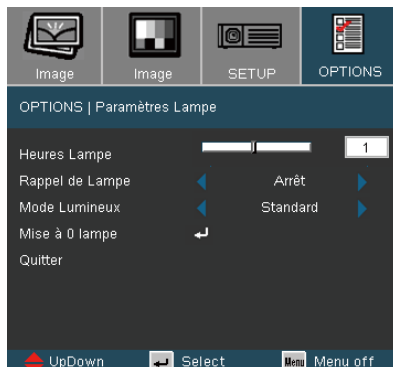 Image Image SETUP OPTIONS
OPTIONS | Paramètres Lampe
Heures Lampe 1
Rappel de Lampe Arrêt
Mode Lumineux Standard
Mise à 0 lampe
Quitter
UpDown Select Menu Menu off